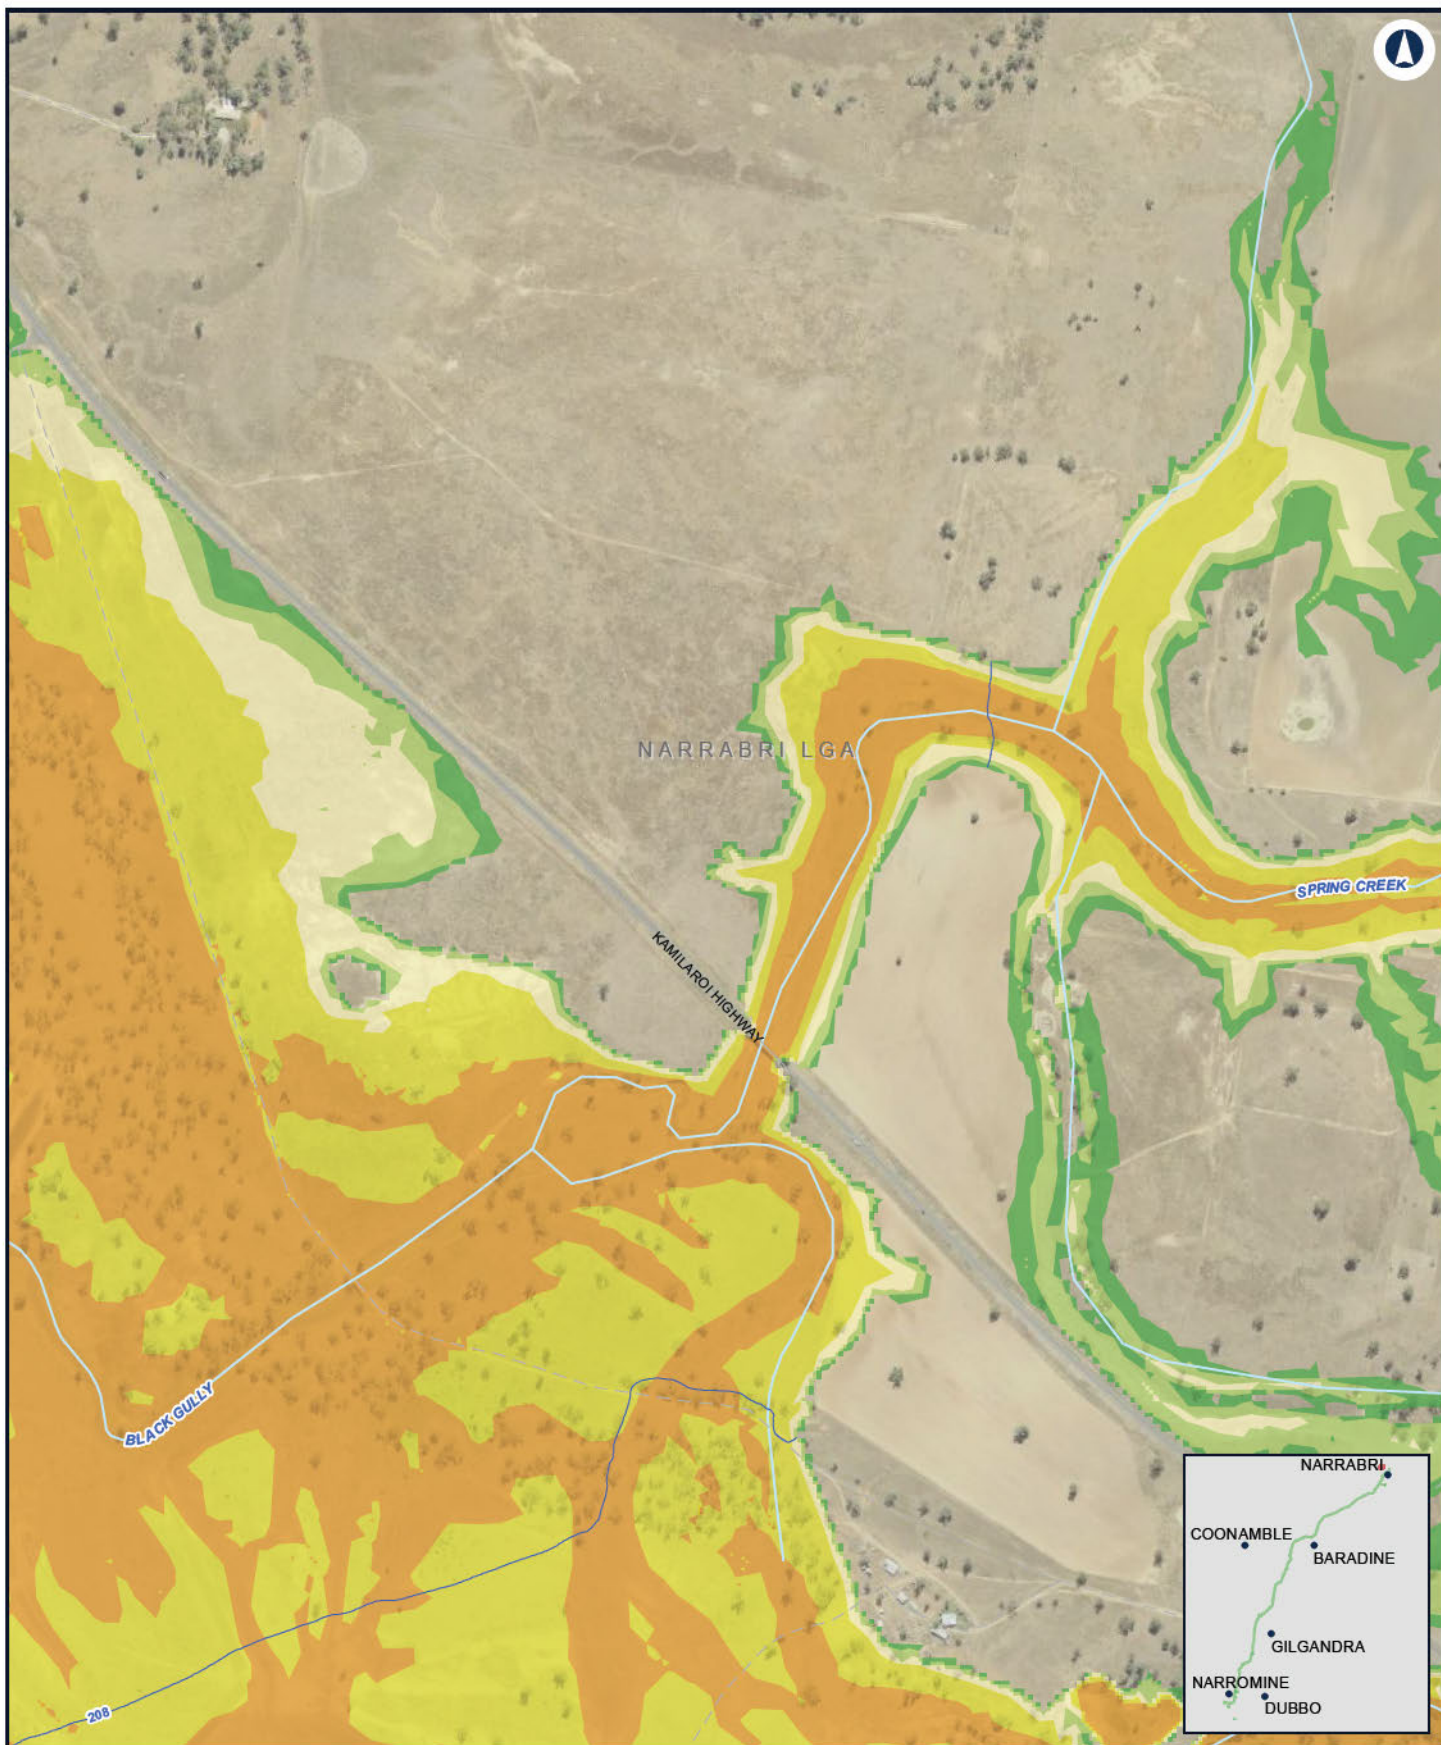 NARRABRI LGA
SPRING CREEK
KAMILAROI HIGHWAY
BLACK GULLY
208
NARRABRI
COONAMBLE
BARADINE
GILGANDRA
NARROMINE
DUBBO